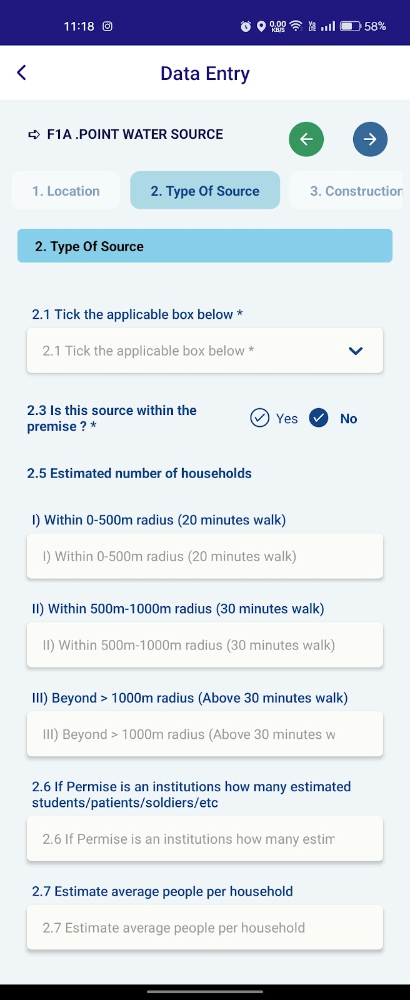 11:18
0.00
KB/S
Vo
LTE
58%
Data Entry
F1A .POINT WATER SOURCE
1. Location
2. Type Of Source
3. Construction
2. Type Of Source
2.1 Tick the applicable box below *
2.1 Tick the applicable box below *
2.3 Is this source within the
premise ? *
Yes
No
2.5 Estimated number of households
I) Within 0-500m radius (20 minutes walk)
I) Within 0-500m radius (20 minutes walk)
II) Within 500m-1000m radius (30 minutes walk)
II) Within 500m-1000m radius (30 minutes walk)
III) Beyond > 1000m radius (Above 30 minutes walk)
III) Beyond > 1000m radius (Above 30 minutes w
2.6 If Permise is an institutions how many estimated
students/patients/soldiers/etc
2.6 If Permise is an institutions how many estim
2.7 Estimate average people per household
2.7 Estimate average people per household